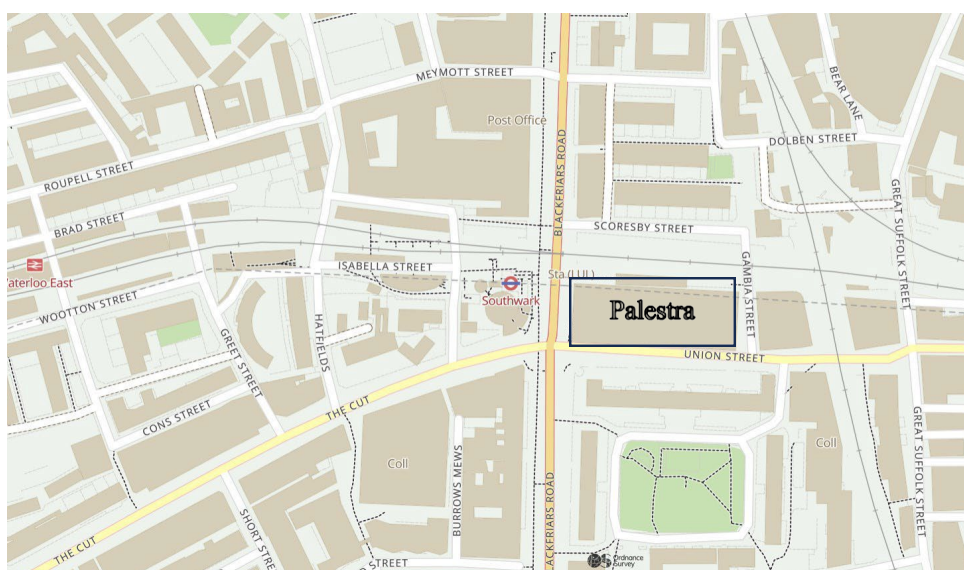 MEYMOTT STREET
BEAR LANE
Post Office
DOLBEN STREET
ROUPELL STREET
BLACKFRIARS ROAD
GREAT SUFFOLK STREET
BRAD STREET
SCORESBY STREET
ISABELLA STREET
Sta (LUL)
GAMBIA STREET
Waterloo East
Southwark
WOOTTON STREET
Palestra
HATFIELDS
GREET STREET
UNION STREET
CONS STREET
THE CUT
GREAT SUFFOLK STREET
Coll
Coll
BURROWS MEWS
BLACKFRIARS ROAD
SHORT STREET
THE CUT
OS Ordnance
Survey